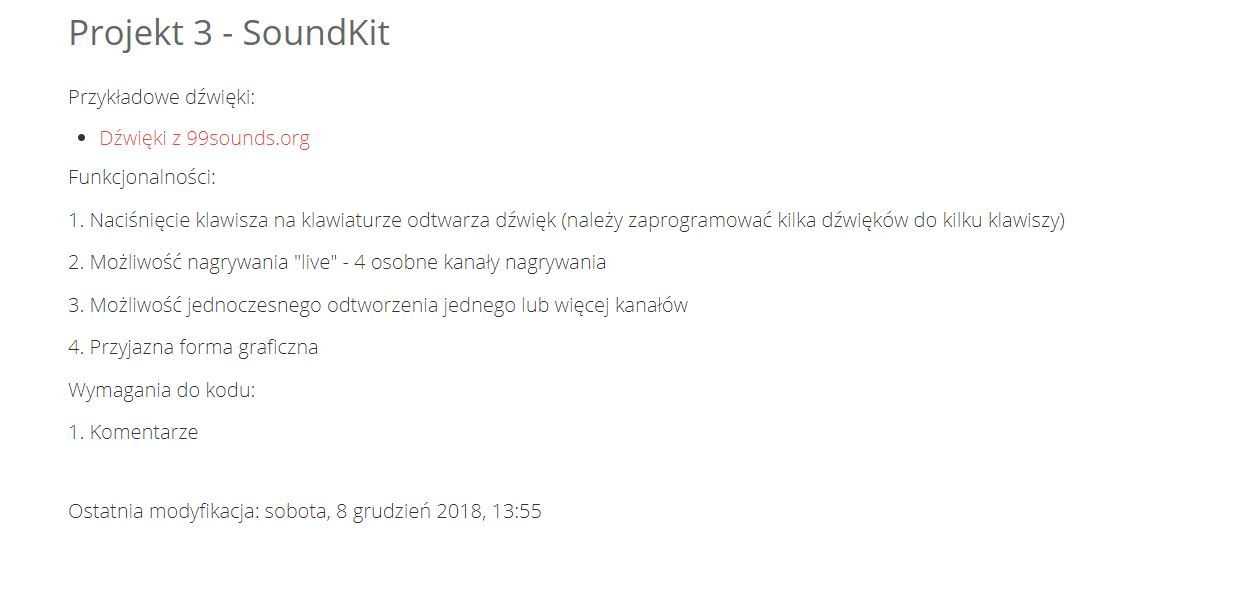 Projekt 3 - SoundKit
Przykładowe dźwięki:
Dźwięki z 99sounds.org
Funkcjonalności:
1. Naciśnięcie klawisza na klawiaturze odtwarza dźwięk (należy zaprogramować kilka dźwięków do kilku klawiszy)
2. Możliwość nagrywania "live" - 4 osobne kanały nagrywania
3. Możliwość jednoczesnego odtworzenia jednego lub więcej kanałów
4. Przyjazna forma graficzna
Wymagania do kodu:
1. Komentarze
Ostatnia modyfikacja: sobota, 8 grudzień 2018, 13:55